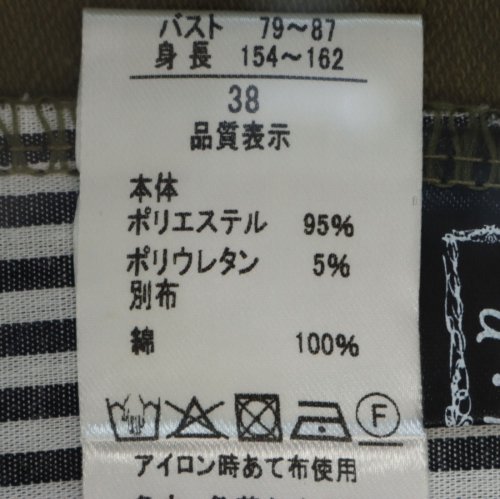 バスト 79～87
身長 154～162
38
品質表示
本体
ポリエステル 95%
ポリウレタン 5%
別布
綿 100%
F
アイロン時あて布使用